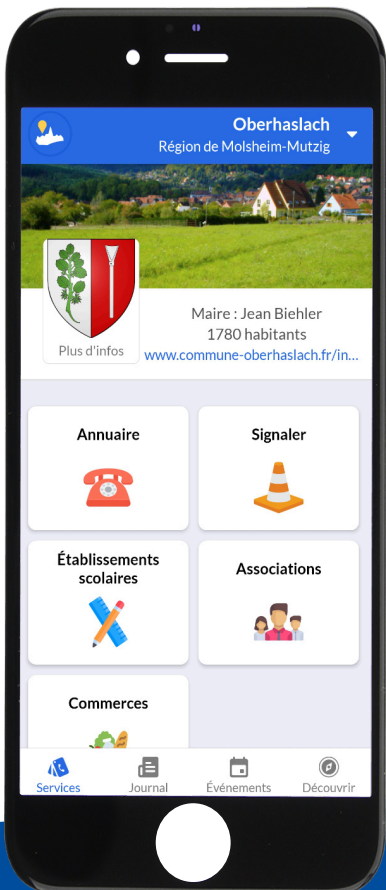 Oberhaslach
Région de Molsheim-Mutzig
Plus d'infos
Maire : Jean Biehler
1780 habitants
www.commune-oberhaslach.fr/in...
Annuaire
Signaler
Établissements
scolaires
Associations
Commerces
Services
Journal
Événements
Découvrir